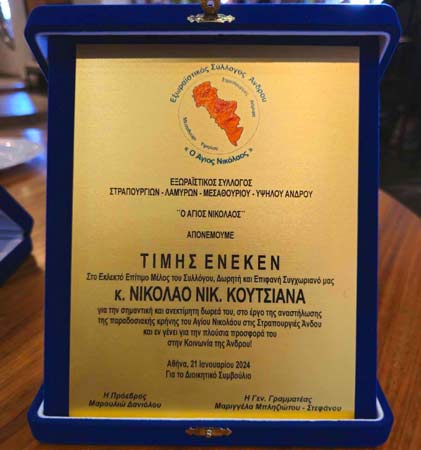 Εξωραϊστικός Σύλλογος Άνδρου
« Ο Άγιος Νικόλαος »
ΕΞΩΡΑΪΣΤΙΚΟΣ ΣΥΛΛΟΓΟΣ
ΣΤΡΑΠΟΥΡΓΙΩΝ - ΛΑΜΥΡΩΝ - ΜΕΣΑΘΟΥΡΙΟΥ - ΥΨΗΛΟΥ ΑΝΔΡΟΥ
¨Ο ΑΓΙΟΣ ΝΙΚΟΛΑΟΣ¨
ΑΠΟΝΕΜΟΥΜΕ
ΤΙΜΗΣ ΕΝΕΚΕΝ
Στο Εκλεκτό Επίτιμο Μέλος του Συλλόγου, Δωρητή και Επιφανή Συγχωριανό μας
κ. ΝΙΚΟΛΑΟ ΝΙΚ. ΚΟΥΤΣΙΑΝΑ
για την σημαντική και ανεκτίμητη δωρεά του, στο έργο της αναστήλωσης
της παραδοσιακής κρήνης του Αγίου Νικολάου στις Στραπουργιές Άνδου
και εν γένει για την πλούσια προσφορά του
στην Κοινωνία της Άνδρου!
Αθήνα, 21 Ιανουαρίου 2024
Για το Διοικητικό Συμβούλιο
Η Πρόεδρος
Μαρουλιώ Δανιόλου
Η Γεν. Γραμματέας
Μαριγγέλα Μπληζιώτου - Στεφάνου